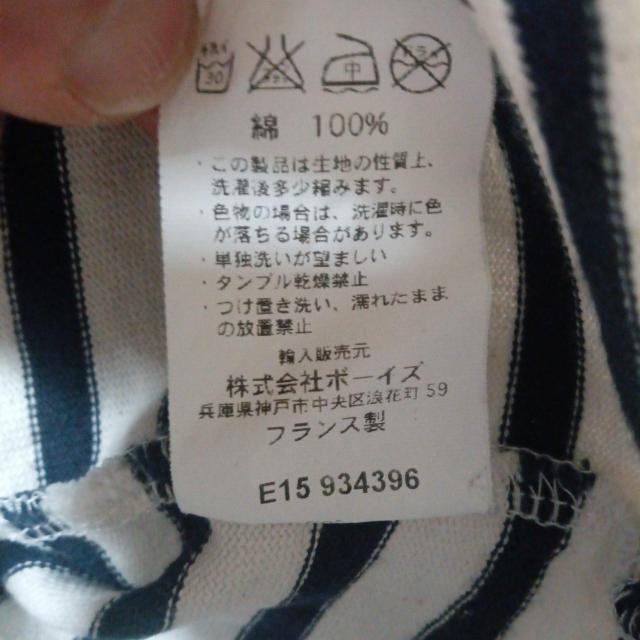 30
中
綿 100%
・この製品は生地の性質上、
洗濯後多少縮みます。
・色物の場合は、洗濯時に色
が落ちる場合があります。
・単独洗いが望ましい
・タンブル乾燥禁止
・つけ置き洗い、濡れたまま
の放置禁止
輸入販売元
株式会社ボーイズ
兵庫県神戸市中央区浪花町 59
フランス製
E15 934396